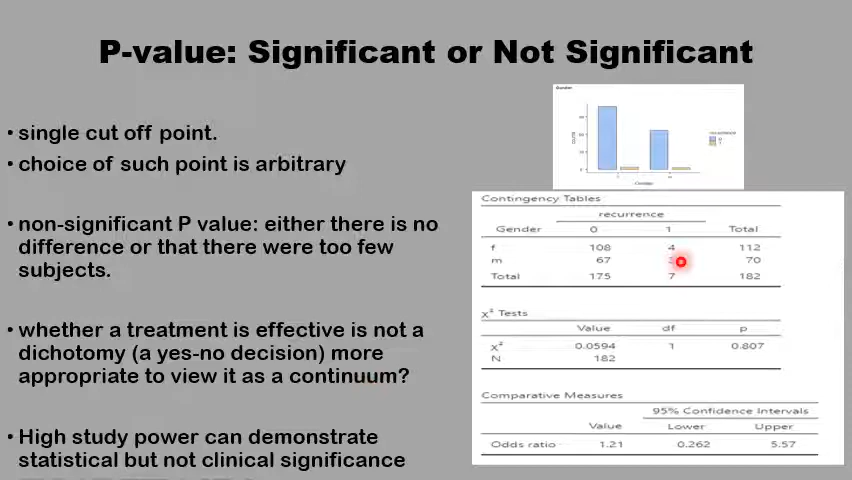 P-value: Significant or Not Significant
• single cut off point.
• choice of such point is arbitrary
• non-significant P value: either there is no
difference or that there were too few
subjects.
• whether a treatment is effective is not a
dichotomy (a yes-no decision) more
appropriate to view it as a continuum?
• High study power can demonstrate
statistical but not clinical significance
Contingency Tables
recurrence
Gender 0 1 Total
f 108 4 112
m 67 70
Total 175 7 182
x² Tests
Value df p
x² 0.0594 1 0.807
N 182
Comparative Measures
95% Confidence Intervals
Value Lower Upper
Odds ratio 1.21 0.262 5.57